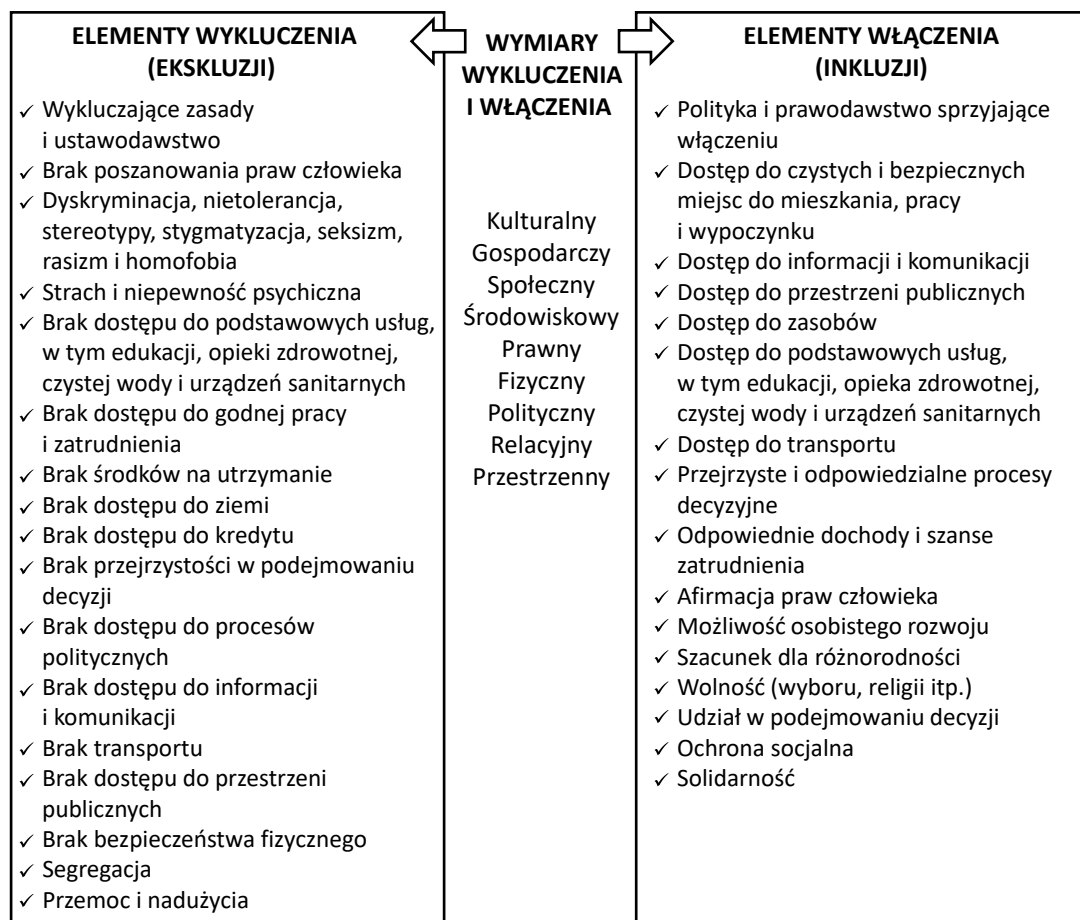 ELEMENTY WYKLUCZENIA
(EKSKLUZJI)
✓ Wykluczające zasady
i ustawodawstwo
✓ Brak poszanowania praw człowieka
✓ Dyskryminacja, nietolerancja,
stereotypy, stygmatyzacja, seksizm,
rasizm i homofobia
✓ Strach i niepewność psychiczna
✓ Brak dostępu do podstawowych usług,
w tym edukacji, opieki zdrowotnej,
czystej wody i urządzeń sanitarnych
✓ Brak dostępu do godnej pracy
i zatrudnienia
✓ Brak środków na utrzymanie
✓ Brak dostępu do ziemi
✓ Brak dostępu do kredytu
✓ Brak przejrzystości w podejmowaniu
decyzji
✓ Brak dostępu do procesów
politycznych
✓ Brak dostępu do informacji
i komunikacji
✓ Brak transportu
✓ Brak dostępu do przestrzeni
publicznych
✓ Brak bezpieczeństwa fizycznego
✓ Segregacja
✓ Przemoc i nadużycia
WYMIARY
WYKLUCZENIA
I WŁĄCZENIA
Kulturalny
Gospodarczy
Społeczny
Środowiskowy
Prawny
Fizyczny
Polityczny
Relacyjny
Przestrzenny
ELEMENTY WŁĄCZENIA
(INKLUZJI)
✓ Polityka i prawodawstwo sprzyjające
włączeniu
✓ Dostęp do czystych i bezpiecznych
miejsc do mieszkania, pracy
i wypoczynku
✓ Dostęp do informacji i komunikacji
✓ Dostęp do przestrzeni publicznych
✓ Dostęp do zasobów
✓ Dostęp do podstawowych usług,
w tym edukacji, opieka zdrowotnej,
czystej wody i urządzeń sanitarnych
✓ Dostęp do transportu
✓ Przejrzyste i odpowiedzialne procesy
decyzyjne
✓ Odpowiednie dochody i szanse
zatrudnienia
✓ Afirmacja praw człowieka
✓ Możliwość osobistego rozwoju
✓ Szacunek dla różnorodności
✓ Wolność (wyboru, religii itp.)
✓ Udział w podejmowaniu decyzji
✓ Ochrona socjalna
✓ Solidarność